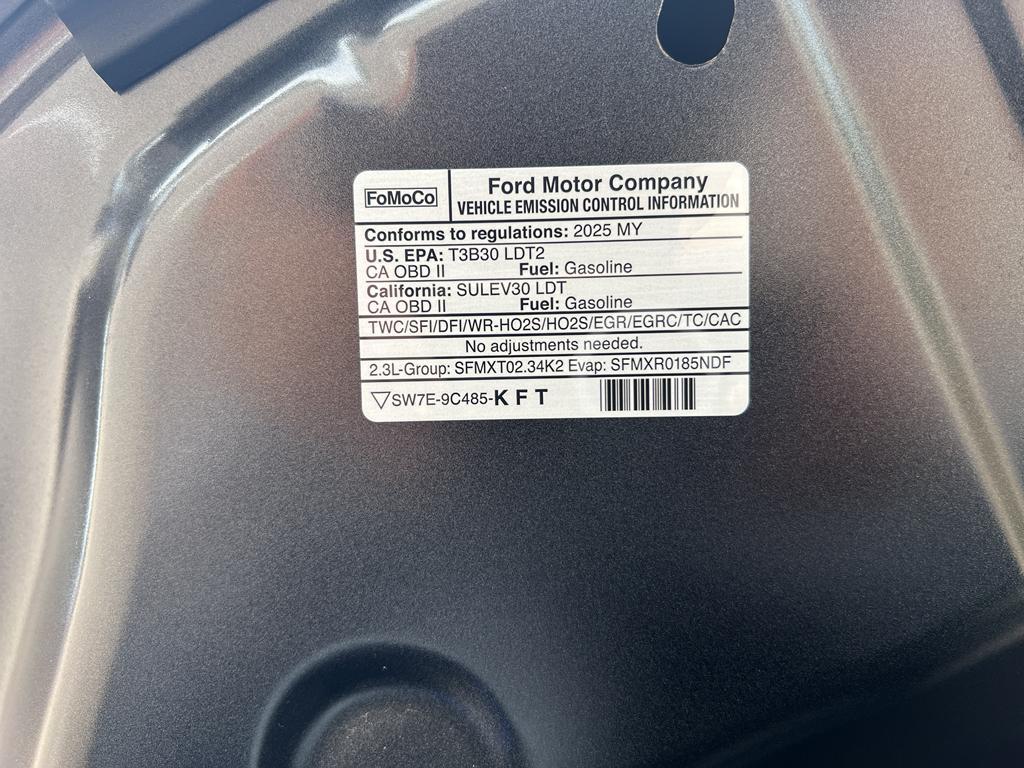 FoMoCo
Ford Motor Company
VEHICLE EMISSION CONTROL INFORMATION
Conforms to regulations: 2025 MY
U.S. EPA: T3B30 LDT2
CA OBD II Fuel: Gasoline
California: SULEV30 LDT
CA OBD II Fuel: Gasoline
TWC/SFI/DFI/WR-HO2S/HO2S/EGR/EGRC/TC/CAC
No adjustments needed.
2.3L-Group: SFMXT02.34K2 Evap: SFMXR0185NDF
SW7E-9C485-K F T